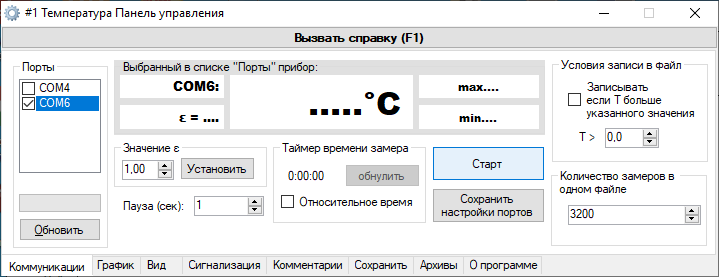 #1 Температура Панель управления
Вызвать справку (F1)
Порты
COM4
COM6
Обновить
Выбранный в списке "Порты" прибор:
COM6:
ε = ....
.....°C
max....
min....
Значение ε
1,00
Установить
Пауза (сек):
1
Таймер времени замера
0:00:00
обнулить
Относительное время
Старт
Сохранить
настройки портов
Условия записи в файл
Записывать
если T больше
указанного значения
T >
0,0
Количество замеров в
одном файле
3200
Коммуникации
График
Вид
Сигнализация
Комментарии
Сохранить
Архивы
О программе